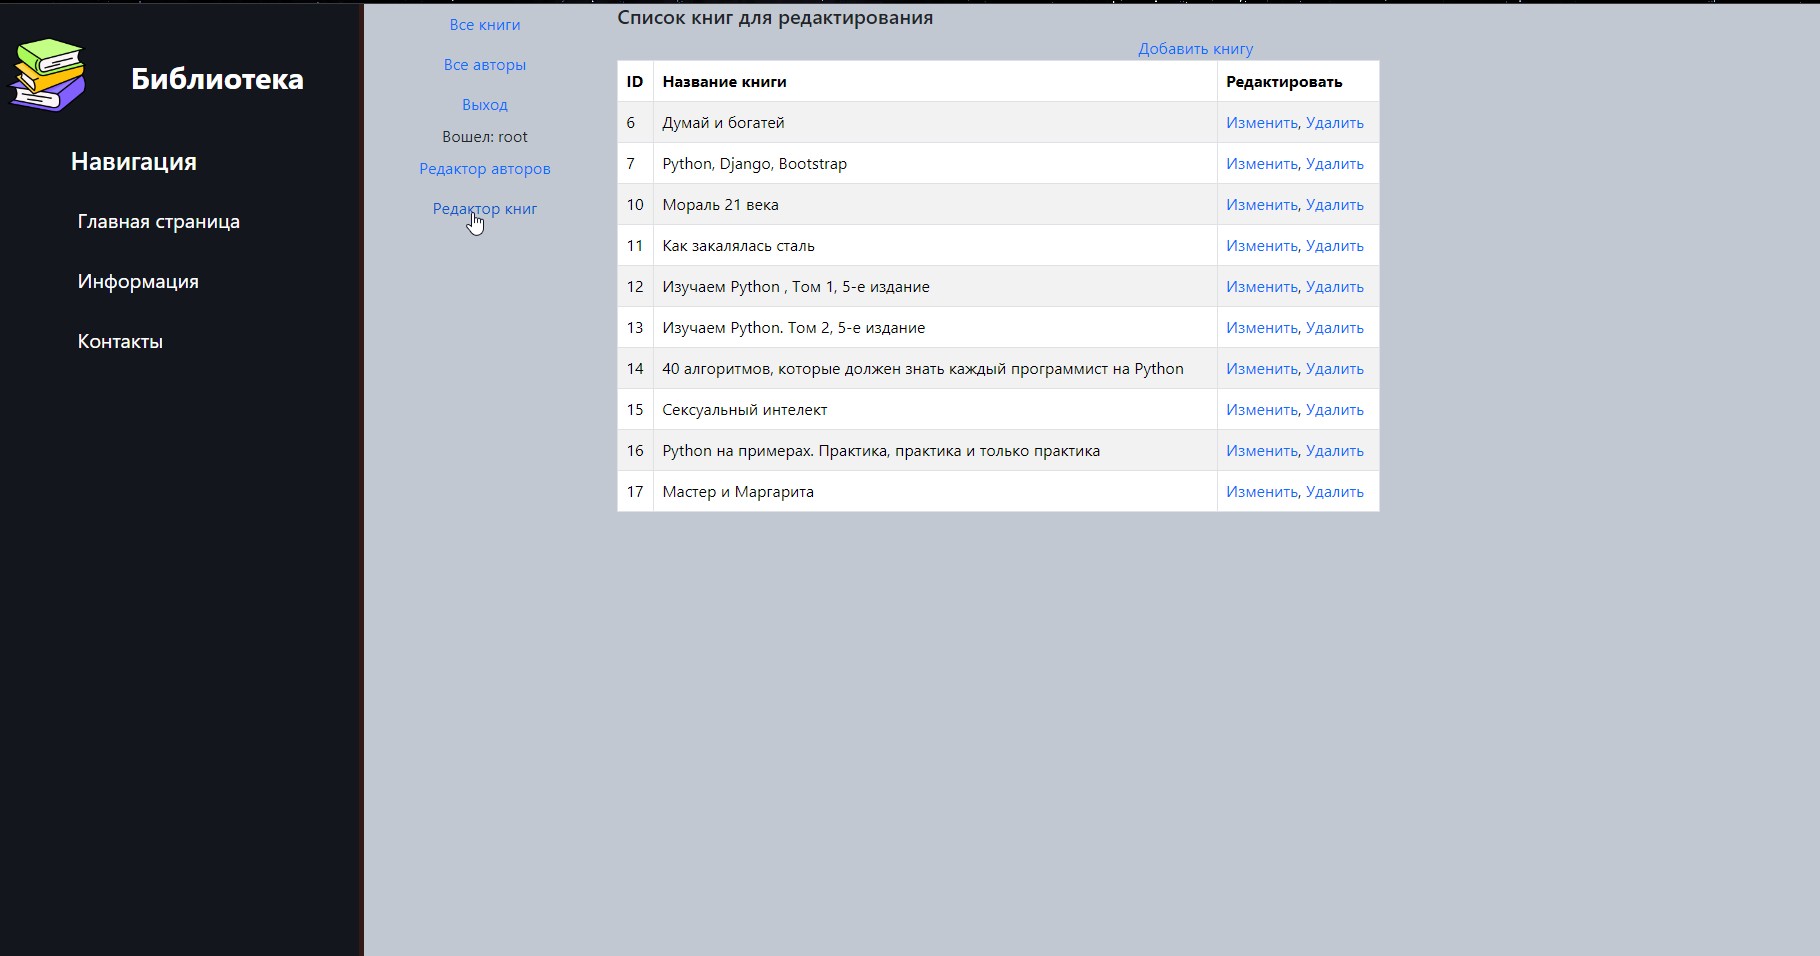 Библиотека
Навигация
Главная страница
Информация
Контакты
Все книги
Все авторы
Выход
Вошел: root
Редактор авторов
Редактор книг
Список книг для редактирования
Добавить книгу
ID Название книги Редактировать
6 Думай и богатей Изменить, Удалить
7 Python, Django, Bootstrap Изменить, Удалить
10 Мораль 21 века Изменить, Удалить
11 Как закалялась сталь Изменить, Удалить
12 Изучаем Python , Том 1, 5-е издание Изменить, Удалить
13 Изучаем Python. Том 2, 5-е издание Изменить, Удалить
14 40 алгоритмов, которые должен знать каждый программист на Python Изменить, Удалить
15 Сексуальный интелект Изменить, Удалить
16 Python на примерах. Практика, практика и только практика Изменить, Удалить
17 Мастер и Маргарита Изменить, Удалить